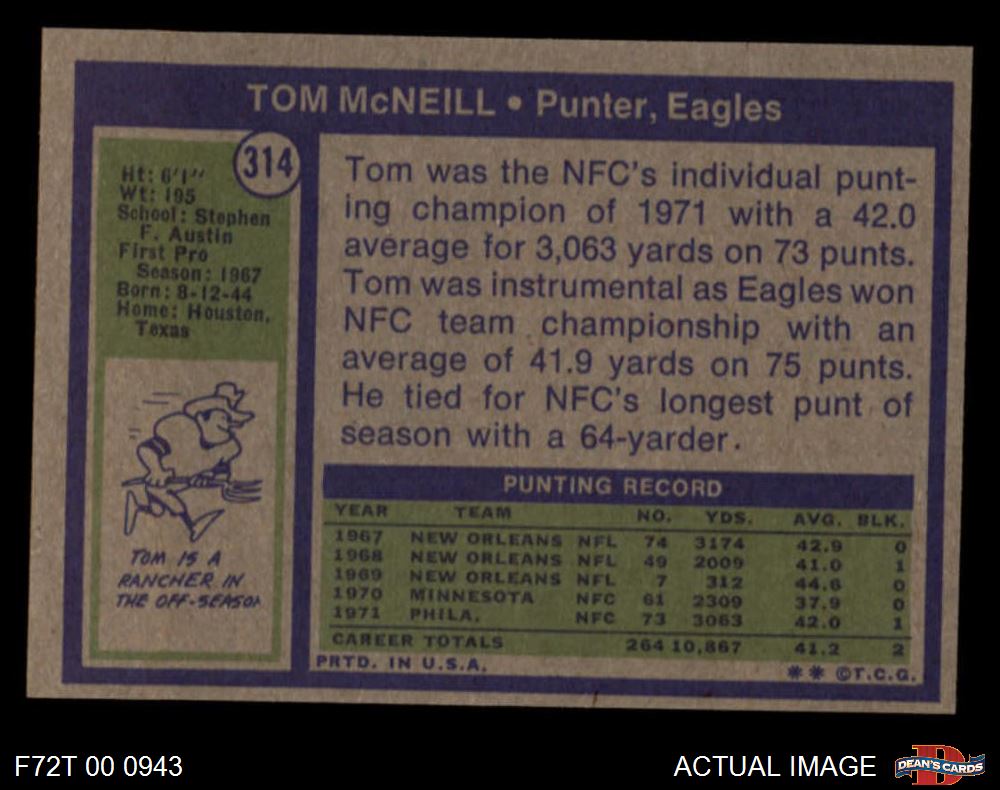 TOM McNEILL • Punter, Eagles
314
Ht: 6'1"
Wt: 195
School: Stephen
F. Austin
First Pro
Season: 1967
Born: 8-12-44
Home: Houston,
Texas
TOM IS A
RANCHER IN
THE OFF-SEASON
Tom was the NFC's individual punt-
ing champion of 1971 with a 42.0
average for 3,063 yards on 73 punts.
Tom was instrumental as Eagles won
NFC team championship with an
average of 41.9 yards on 75 punts.
He tied for NFC's longest punt of
season with a 64-yarder.
PUNTING RECORD
YEAR TEAM NO. YDS. AVG. BLK.
1967 NEW ORLEANS NFL 74 3174 42.9 0
1968 NEW ORLEANS NFL 49 2009 41.0 1
1969 NEW ORLEANS NFL 7 312 44.6 0
1970 MINNESOTA NFC 61 2309 37.9 0
1971 PHILA. NFC 73 3063 42.0 1
CAREER TOTALS 264 10,867 41.2 2
PRTD. IN U.S.A. ** ©T.C.G.
F72T 00 0943 ACTUAL IMAGE D DEAN'S CARDS